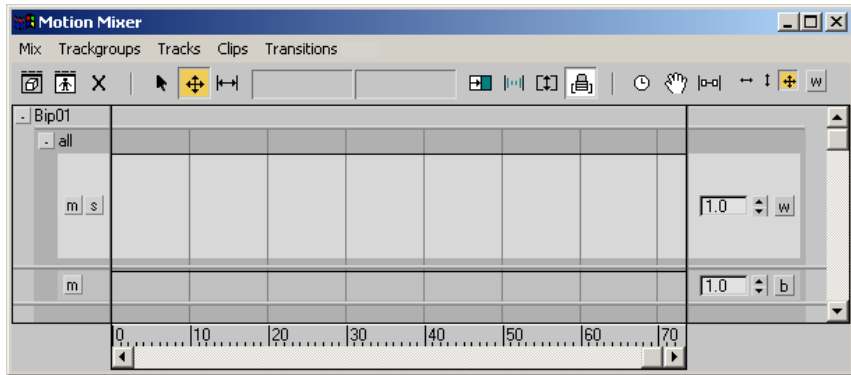 Motion Mixer
Mix Trackgroups Tracks Clips Transitions
w
Bip01
all
m s 1.0 w
m 1.0 b
0 10 20 30 40 50 60 70